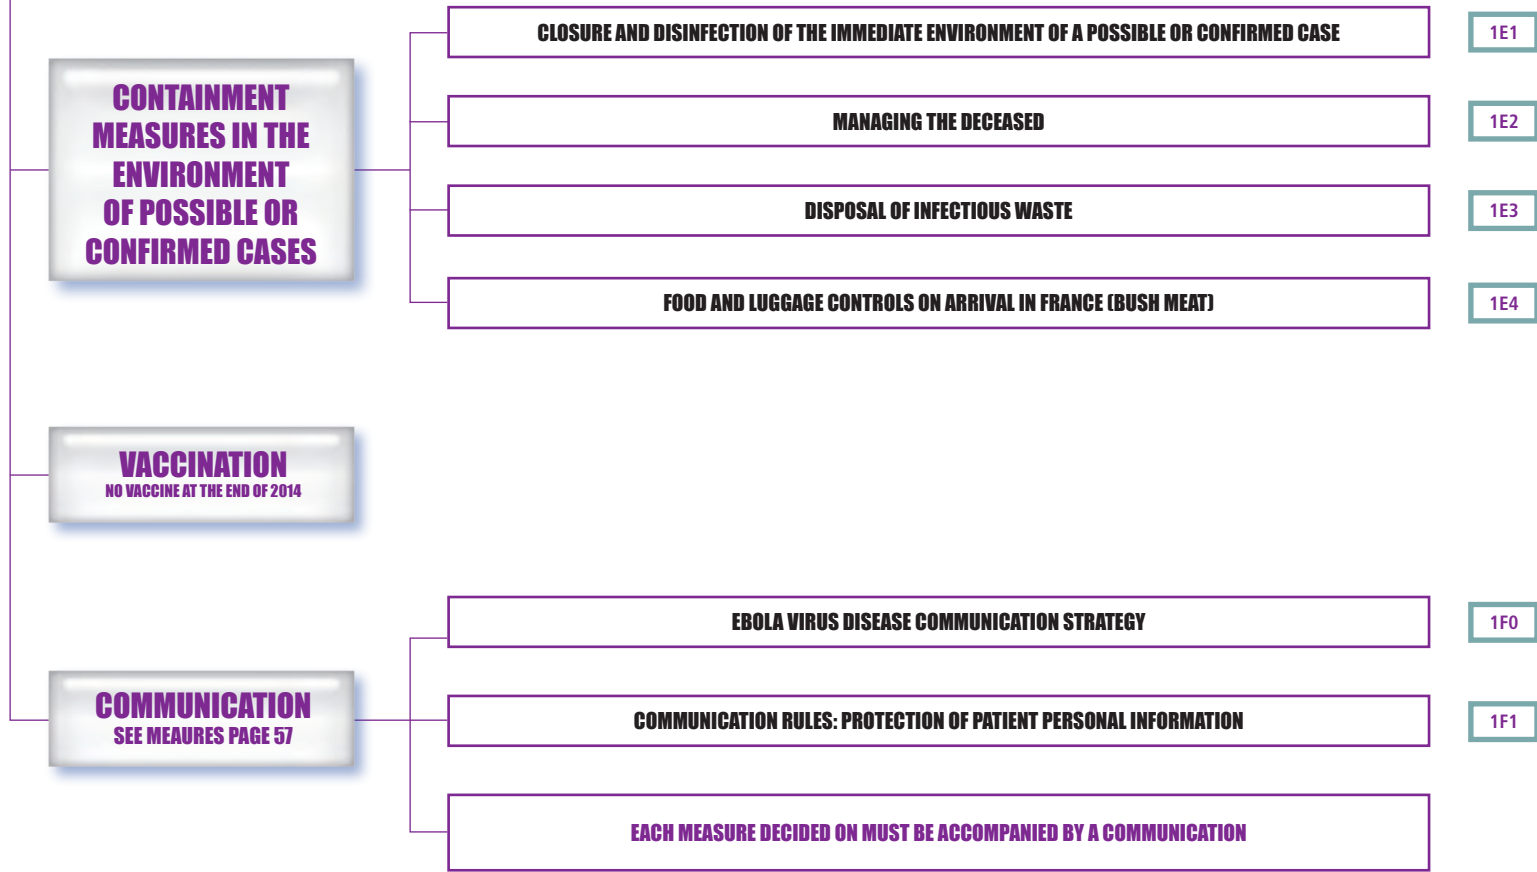 CLOSURE AND DISINFECTION OF THE IMMEDIATE ENVIRONMENT OF A POSSIBLE OR CONFIRMED CASE
1E1
CONTAINMENT
MEASURES IN THE
ENVIRONMENT
OF POSSIBLE OR
CONFIRMED CASES
MANAGING THE DECEASED
1E2
DISPOSAL OF INFECTIOUS WASTE
1E3
FOOD AND LUGGAGE CONTROLS ON ARRIVAL IN FRANCE (BUSH MEAT)
1E4
VACCINATION
NO VACCINE AT THE END OF 2014
EBOLA VIRUS DISEASE COMMUNICATION STRATEGY
1F0
COMMUNICATION
SEE MEAURES PAGE 57
COMMUNICATION RULES: PROTECTION OF PATIENT PERSONAL INFORMATION
1F1
EACH MEASURE DECIDED ON MUST BE ACCOMPANIED BY A COMMUNICATION